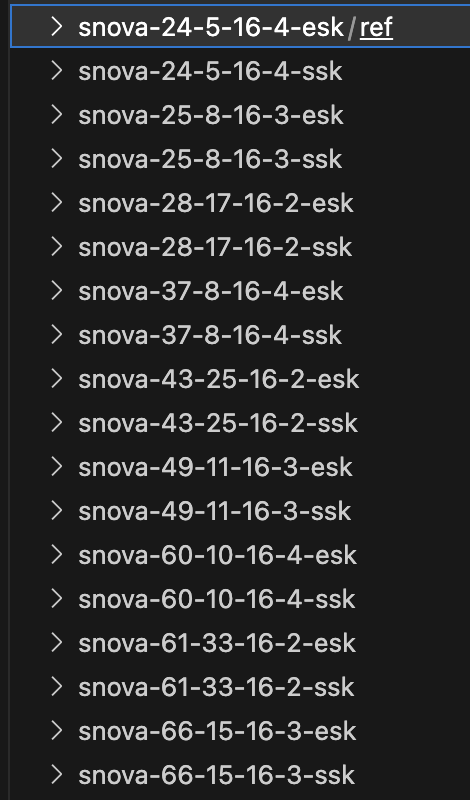 snova-24-5-16-4-esk/ref
snova-24-5-16-4-ssk
snova-25-8-16-3-esk
snova-25-8-16-3-ssk
snova-28-17-16-2-esk
snova-28-17-16-2-ssk
snova-37-8-16-4-esk
snova-37-8-16-4-ssk
snova-43-25-16-2-esk
snova-43-25-16-2-ssk
snova-49-11-16-3-esk
snova-49-11-16-3-ssk
snova-60-10-16-4-esk
snova-60-10-16-4-ssk
snova-61-33-16-2-esk
snova-61-33-16-2-ssk
snova-66-15-16-3-esk
snova-66-15-16-3-ssk